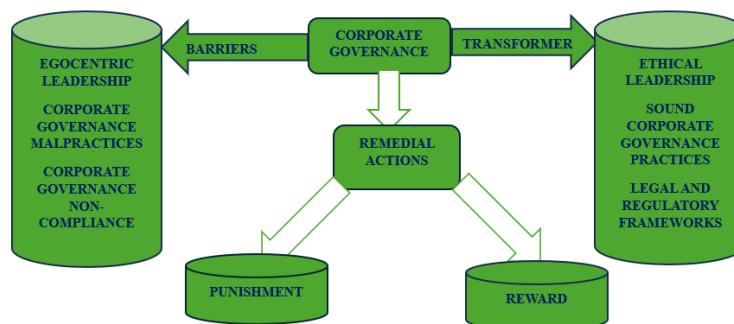 EGOCENTRIC
LEADERSHIP
CORPORATE
GOVERNANCE
MALPRACTICES
CORPORATE
GOVERNANCE
NON-
COMPLIANCE
BARRIERS
CORPORATE
GOVERNANCE
TRANSFORMER
ETHICAL
LEADERSHIP
SOUND
CORPORATE
GOVERNANCE
PRACTICES
LEGAL AND
REGULATORY
FRAMEWORKS
REMEDIAL
ACTIONS
PUNISHMENT
REWARD